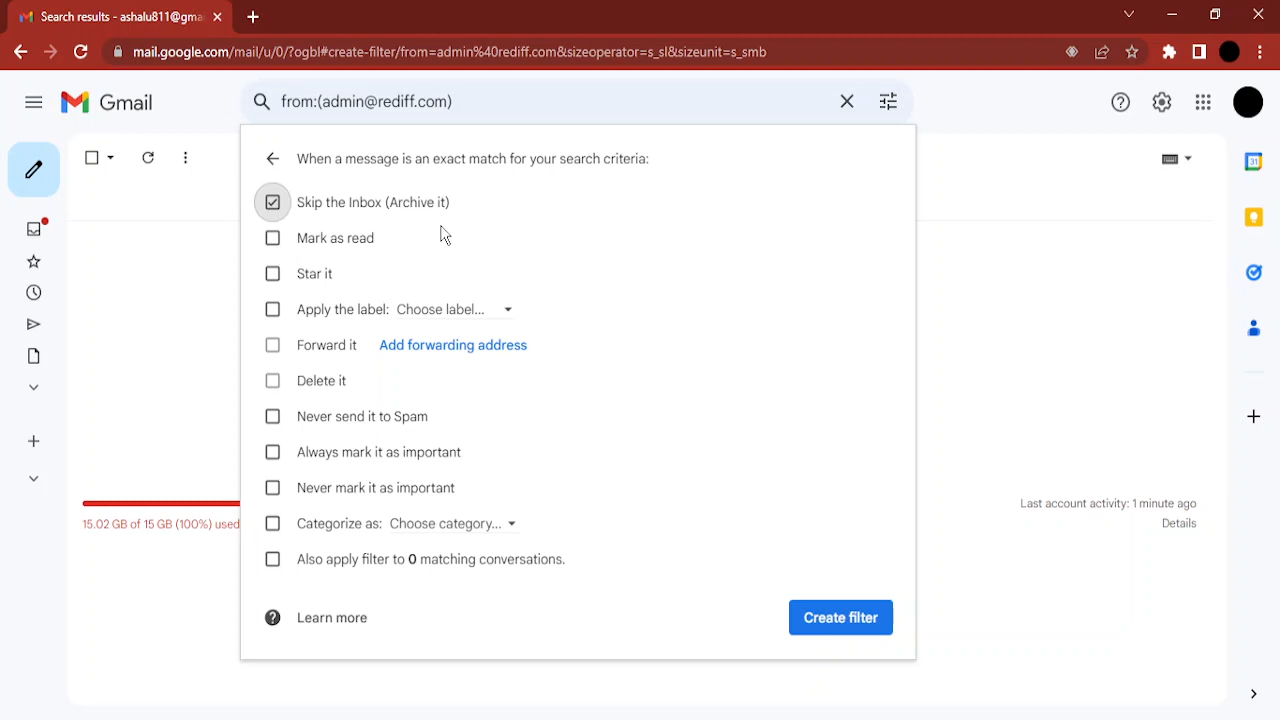 Search results - ashalu811@gma
mail.google.com/mail/u/0/?ogbl#create-filter/from=admin%40rediff.com&sizeoperator=s_sl&sizeunit=s_smb
Gmail
from:(admin@rediff.com)
When a message is an exact match for your search criteria:
Skip the Inbox (Archive it)
Mark as read
Star it
Apply the label: Choose label...
Forward it Add forwarding address
Delete it
Never send it to Spam
Always mark it as important
Never mark it as important
Categorize as: Choose category...
Also apply filter to 0 matching conversations.
Learn more
Create filter
15.02 GB of 15 GB (100%) used
Last account activity: 1 minute ago
Details
31